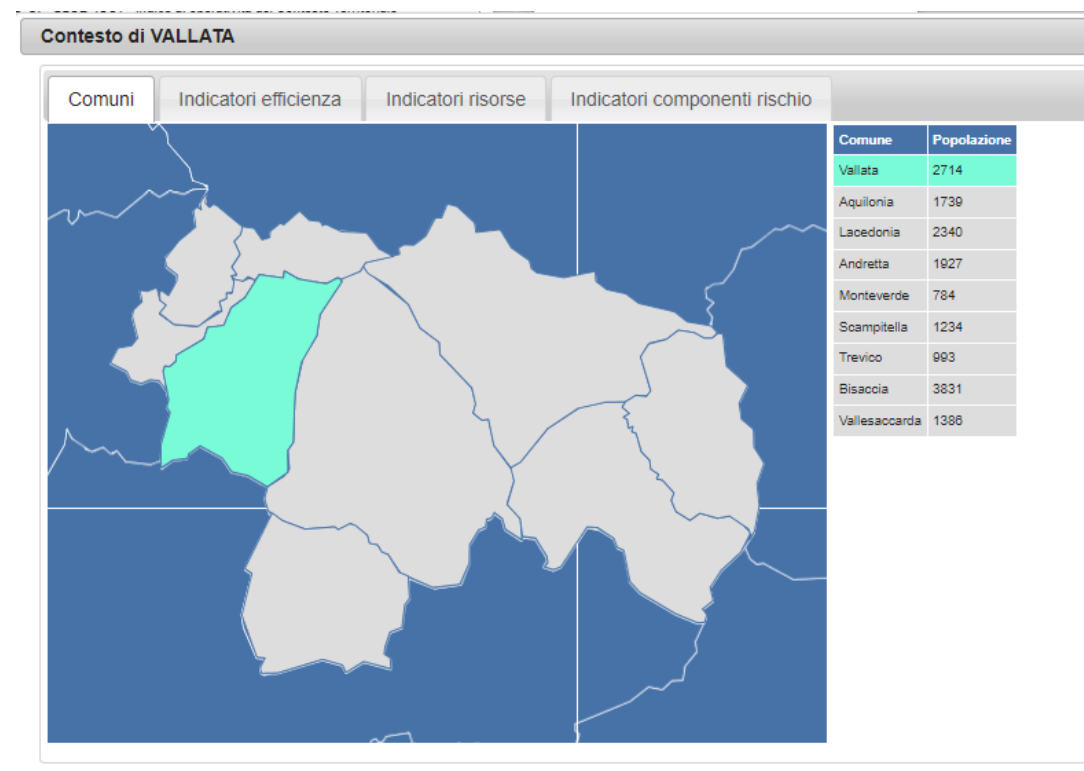 Contesto di VALLATA
Comuni Indicatori efficienza Indicatori risorse Indicatori componenti rischio
Comune Popolazione
Vallata 2714
Aquilonia 1739
Lacedonia 2340
Andretta 1927
Monteverde 784
Scampitella 1234
Trevico 993
Bisaccia 3831
Vallesaccarda 1386